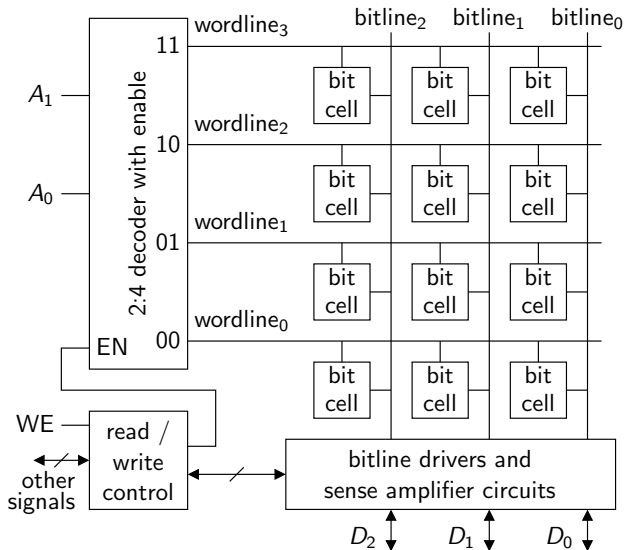 bitline₂ bitline₁ bitline₀
wordline₃
11
bit bit bit
cell cell cell
A₁
wordline₂
10
bit bit bit
cell cell cell
A₀
2:4 decoder with enable
wordline₁
01
bit bit bit
cell cell cell
wordline₀
00
EN
bit bit bit
cell cell cell
WE
read /
write
control
other
signals
bitline drivers and
sense amplifier circuits
D₂ D₁ D₀